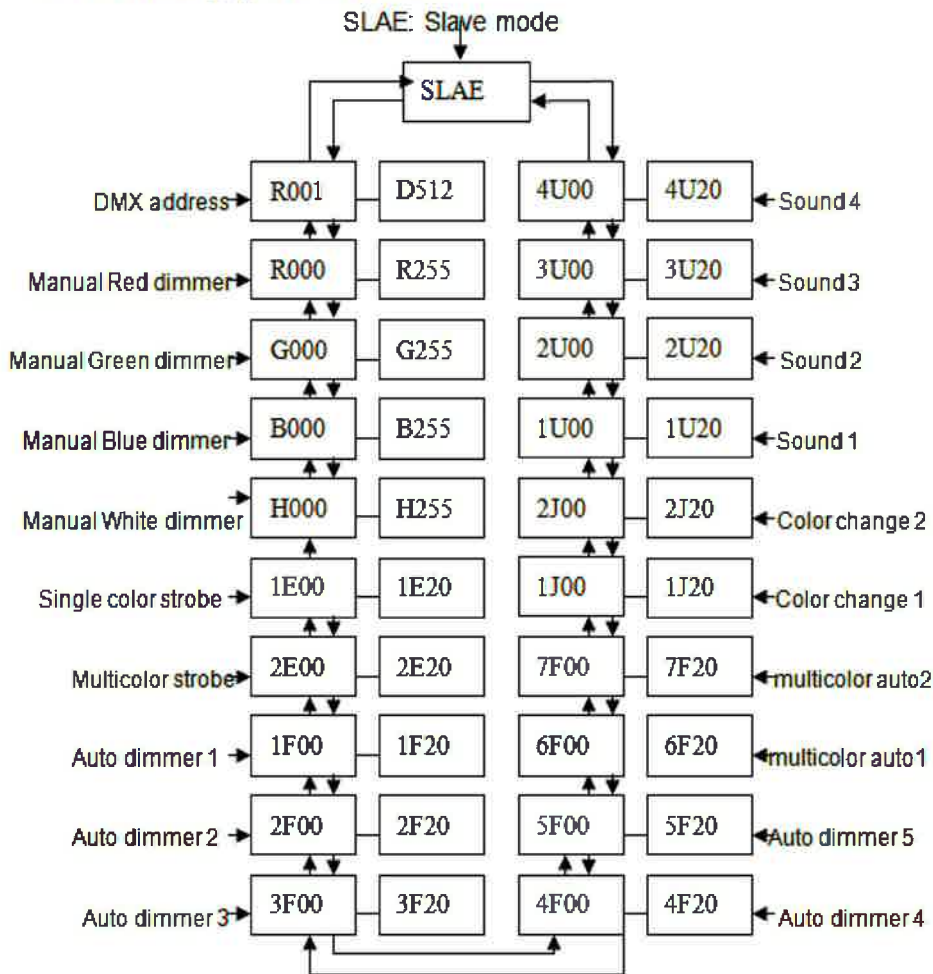 SLAE: Slave mode
SLAE
DMX address R001 D512 4U00 4U20 Sound 4
Manual Red dimmer R000 R255 3U00 3U20 Sound 3
Manual Green dimmer G000 G255 2U00 2U20 Sound 2
Manual Blue dimmer B000 B255 1U00 1U20 Sound 1
Manual White dimmer H000 H255 2J00 2J20 Color change 2
Single color strobe 1E00 1E20 1J00 1J20 Color change 1
Multicolor strobe 2E00 2E20 7F00 7F20 multicolor auto2
Auto dimmer 1 1F00 1F20 6F00 6F20 multicolor auto1
Auto dimmer 2 2F00 2F20 5F00 5F20 Auto dimmer 5
Auto dimmer 3 3F00 3F20 4F00 4F20 Auto dimmer 4